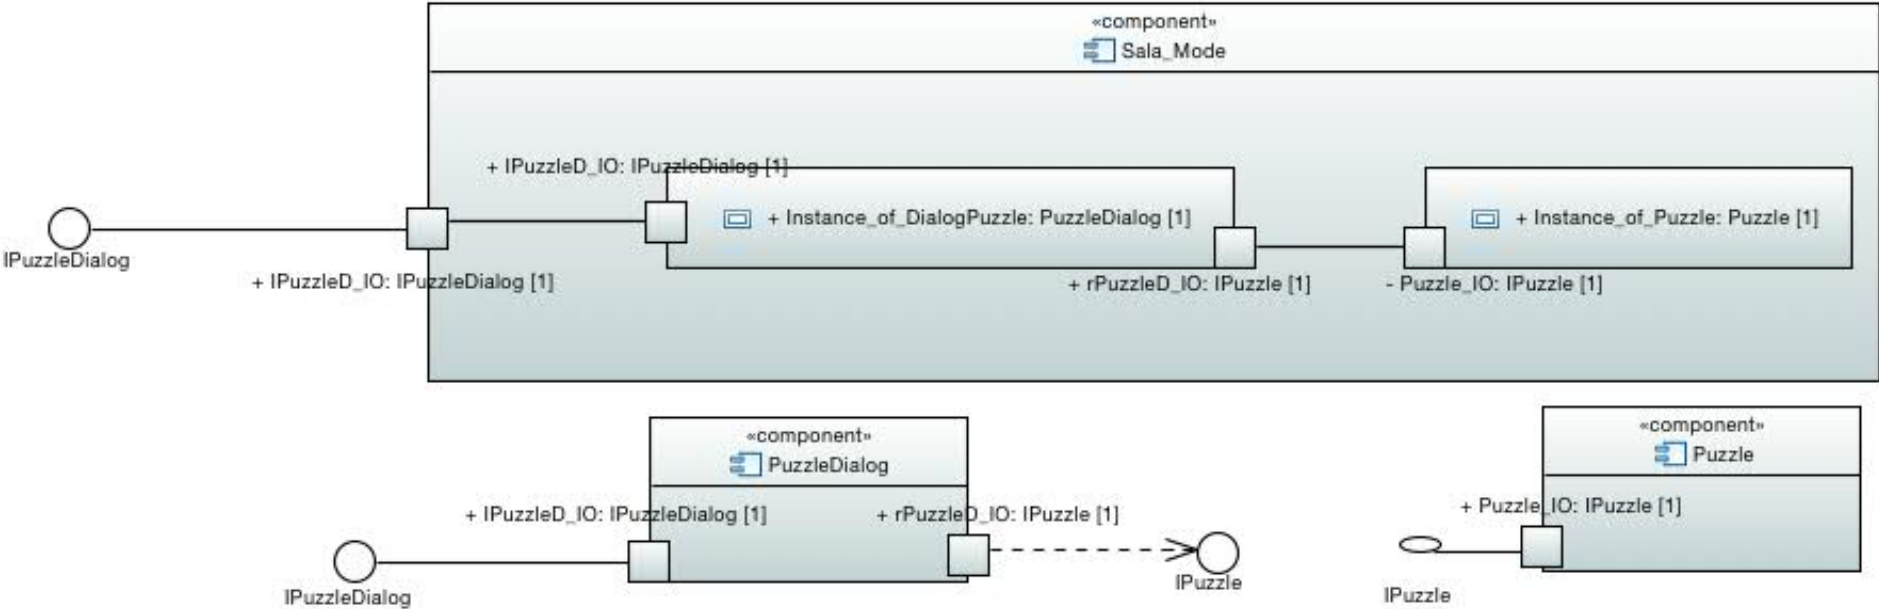 «component»
Sala_Mode
+ IPuzzleD_IO: IPuzzleDialog [1]
+ Instance_of_DialogPuzzle: PuzzleDialog [1]
+ Instance_of_Puzzle: Puzzle [1]
IPuzzleDialog
+ IPuzzleD_IO: IPuzzleDialog [1]
+ rPuzzleD_IO: IPuzzle [1]
- Puzzle_IO: IPuzzle [1]
«component»
PuzzleDialog
«component»
Puzzle
+ IPuzzleD_IO: IPuzzleDialog [1]
+ rPuzzleD_IO: IPuzzle [1]
+ Puzzle_IO: IPuzzle [1]
IPuzzleDialog
IPuzzle
IPuzzle